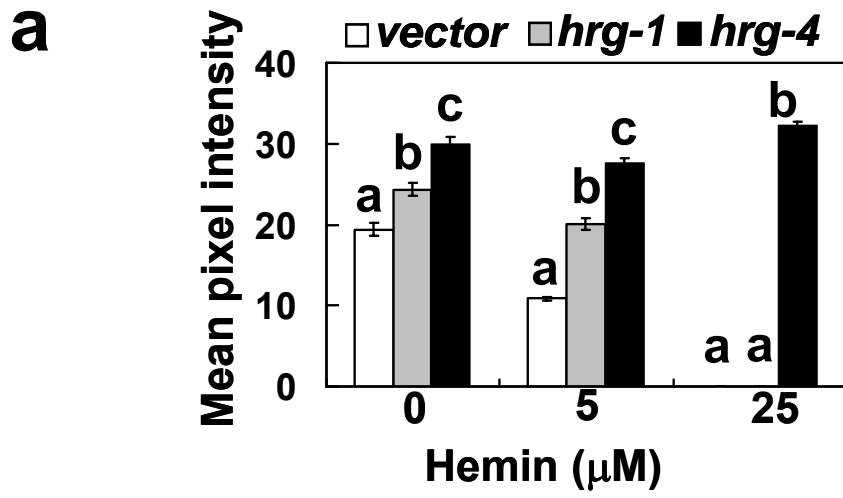 a
vector hrg-1 hrg-4
Mean pixel intensity
40
30
20
10
0
a b c
a b c
a a b
0 5 25
Hemin (μM)